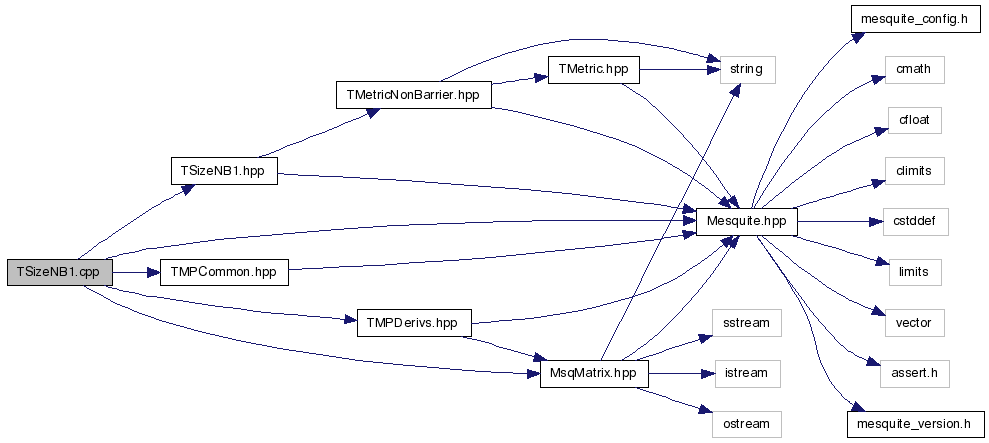 mesquite_config.h
string
TMetric.hpp
cmath
TMetricNonBarrier.hpp
cfloat
TSizeNB1.hpp
climits
Mesquite.hpp
cstddef
TSizeNB1.cpp
TMPCommon.hpp
limits
TMPDerivs.hpp
sstream
vector
MsqMatrix.hpp
istream
assert.h
ostream
mesquite_version.h